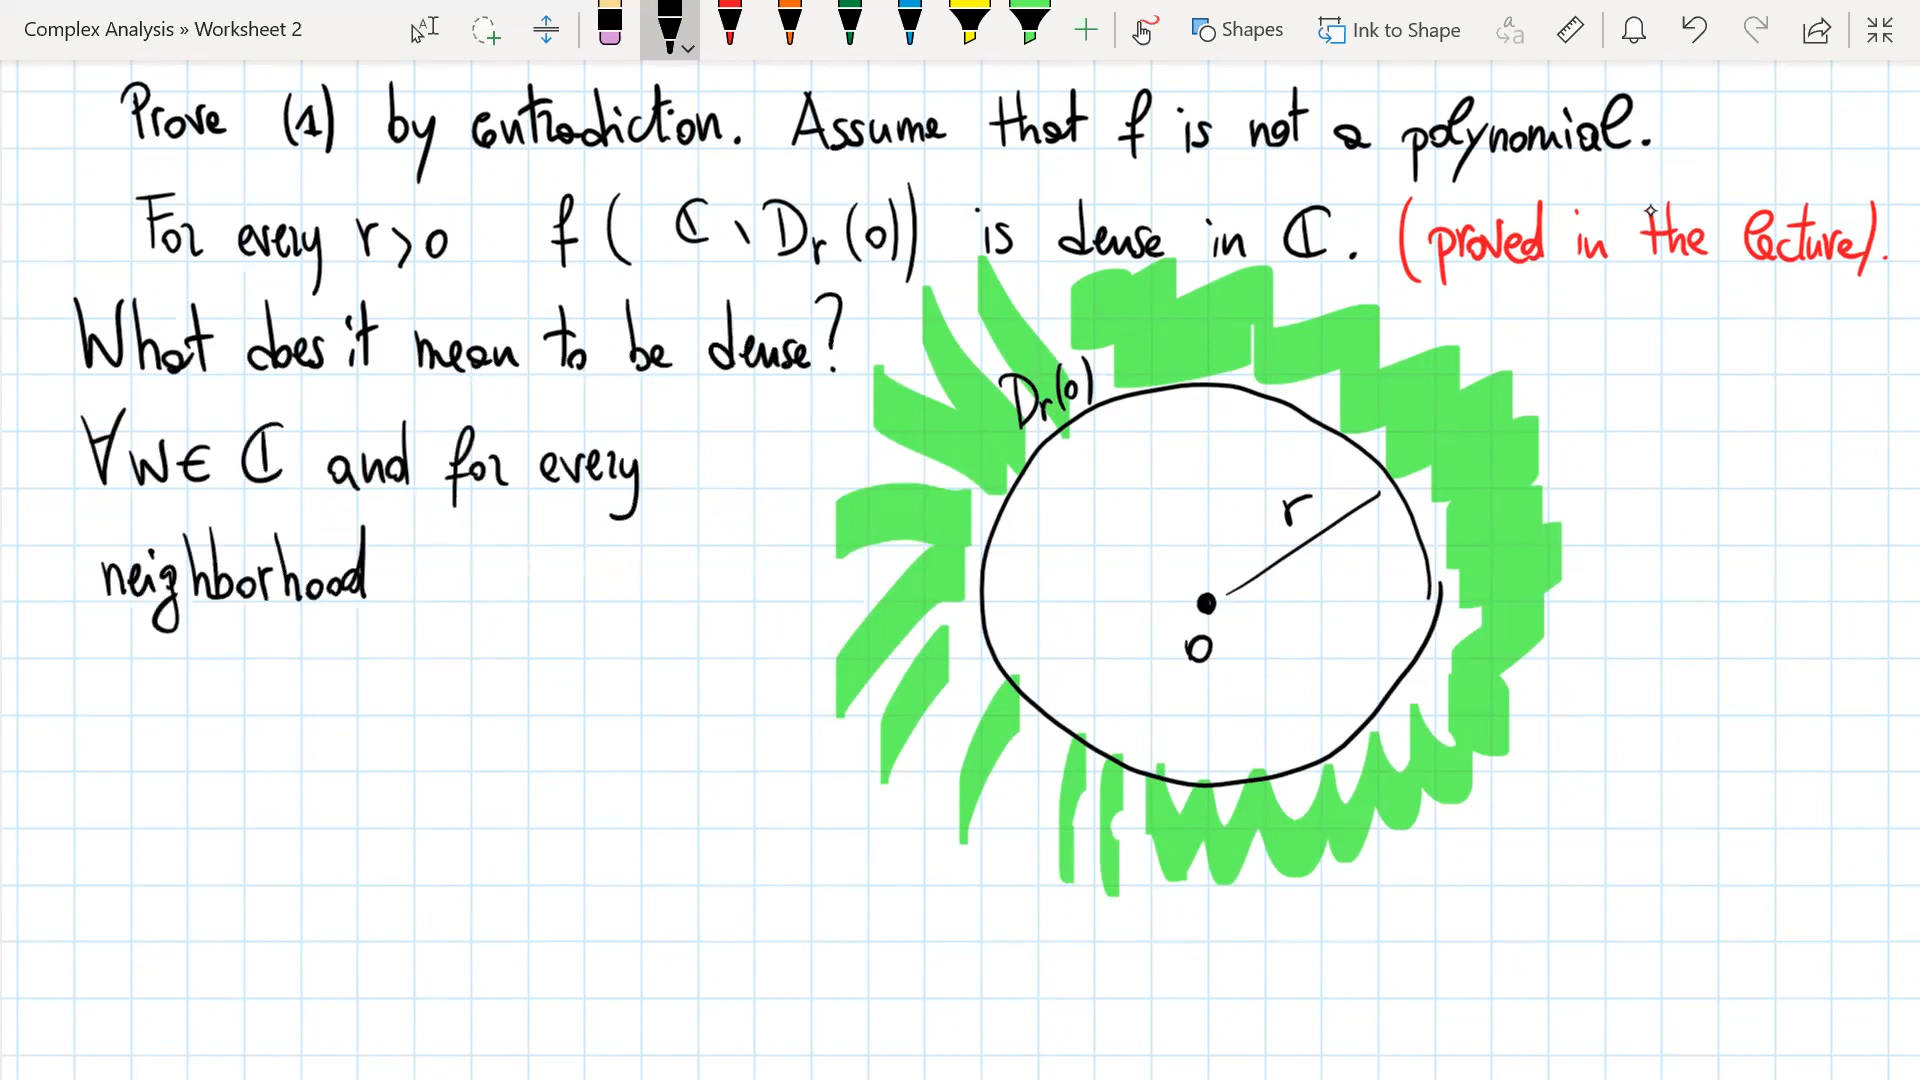 Complex Analysis » Worksheet 2
Shapes
Ink to Shape
Prove (1) by contradiction. Assume that f is not a polynomial.
For every r > 0 f ( ℂ \ Dr(0)) is dense in ℂ. (proved in the lecture).
What does it mean to be dense?
Dr(0)
∀ w ∈ ℂ and for every
r
neighborhood
0